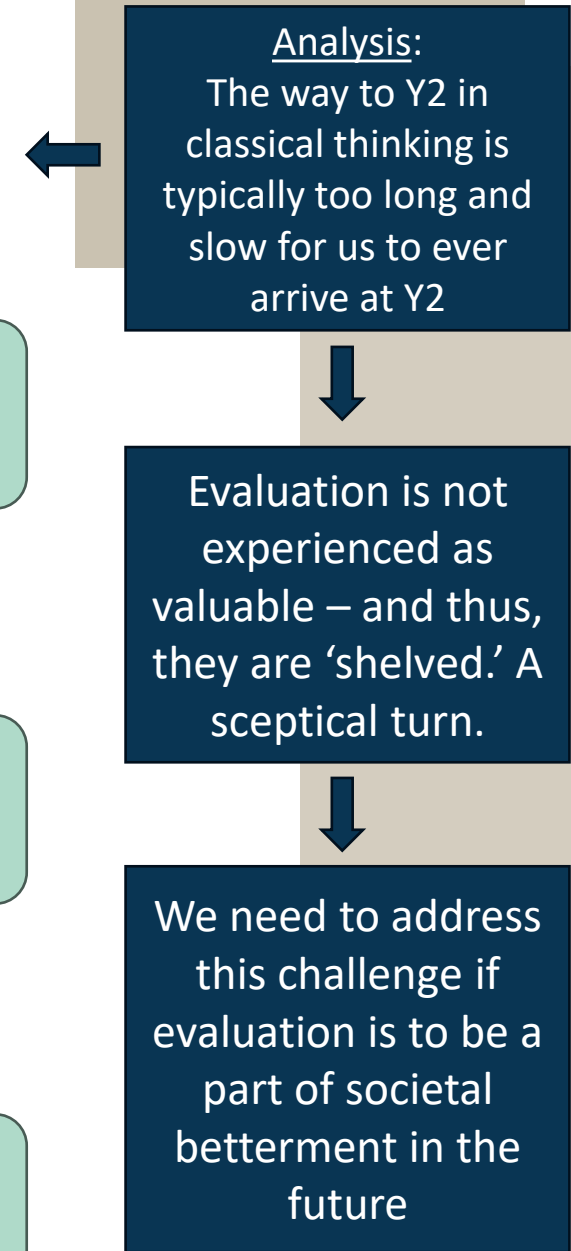 Analysis:
The way to Y2 in
classical thinking is
typically too long and
slow for us to ever
arrive at Y2
Evaluation is not
experienced as
valuable – and thus,
they are ‘shelved.’ A
sceptical turn.
We need to address
this challenge if
evaluation is to be a
part of societal
betterment in the
future